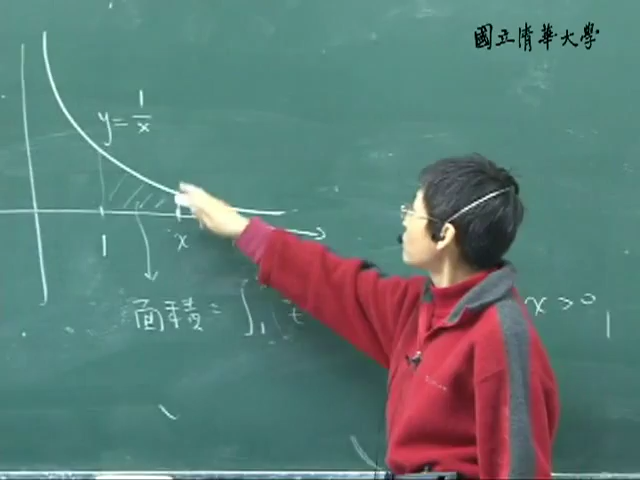 國立清華大學
y = 1/x
1
x
面積 = ∫₁
x > 0